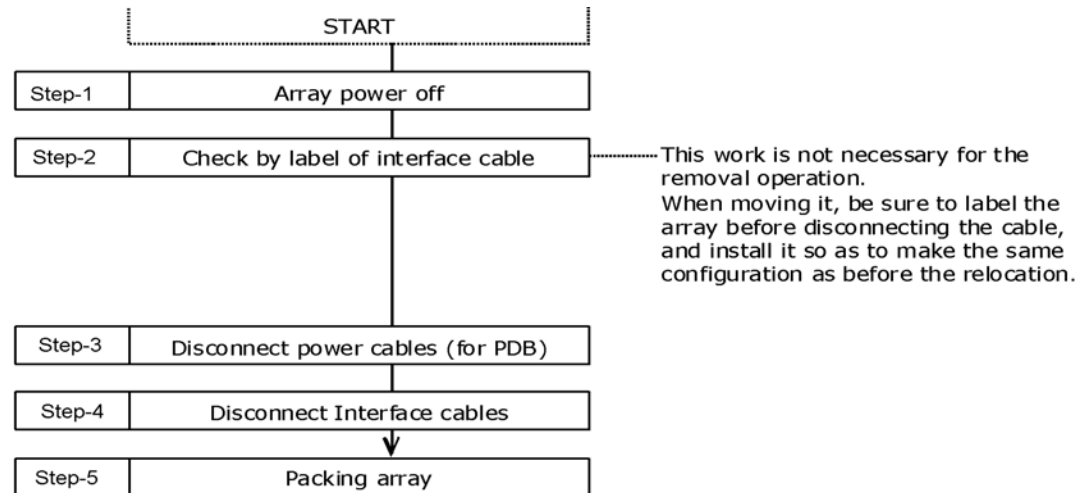 START
Step-1 Array power off
Step-2 Check by label of interface cable
This work is not necessary for the
removal operation.
When moving it, be sure to label the
array before disconnecting the cable,
and install it so as to make the same
configuration as before the relocation.
Step-3 Disconnect power cables (for PDB)
Step-4 Disconnect Interface cables
Step-5 Packing array